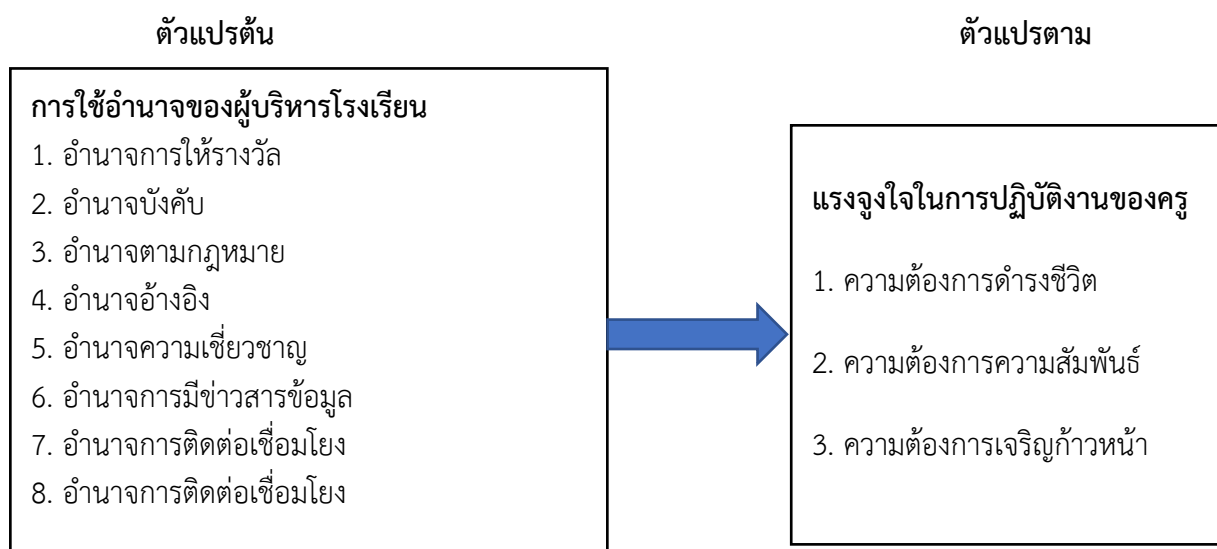 ตัวแปรต้น
ตัวแปรตาม
การใช้อำนาจของผู้บริหารโรงเรียน
1. อำนาจการให้รางวัล
2. อำนาจบังคับ
3. อำนาจตามกฎหมาย
4. อำนาจอ้างอิง
5. อำนาจความเชี่ยวชาญ
6. อำนาจการมีข่าวสารข้อมูล
7. อำนาจการติดต่อเชื่อมโยง
8. อำนาจการติดต่อเชื่อมโยง
แรงจูงใจในการปฏิบัติงานของครู
1. ความต้องการดำรงชีวิต
2. ความต้องการความสัมพันธ์
3. ความต้องการเจริญก้าวหน้า